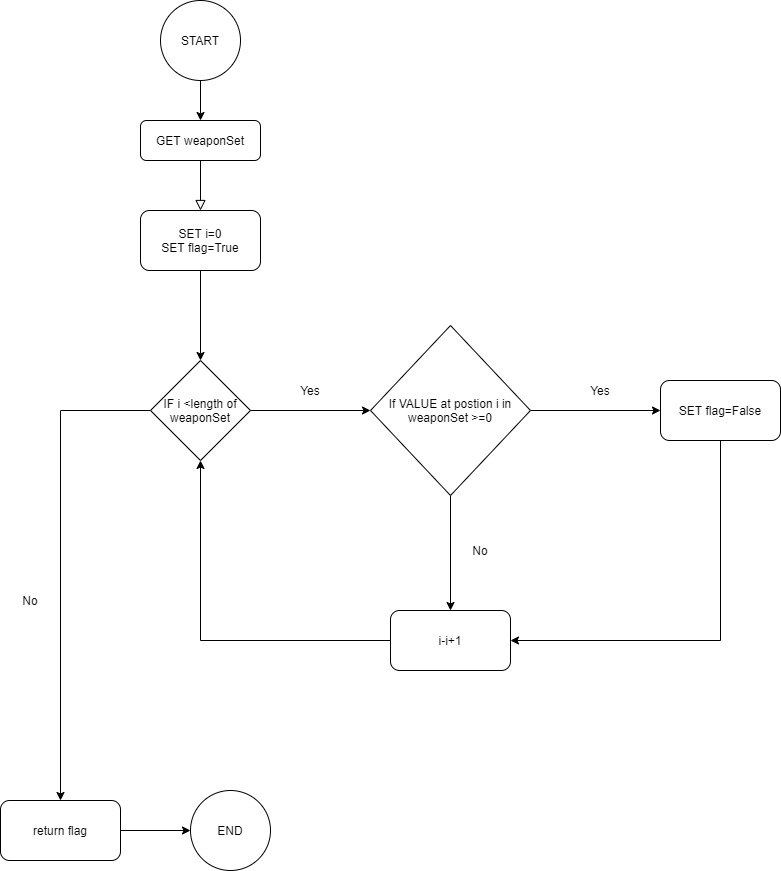 START
GET weaponSet
SET i=0
SET flag=True
IF i <length of
weaponSet
Yes
If VALUE at postion i in
weaponSet >=0
Yes
SET flag=False
No
No
i-i+1
return flag
END